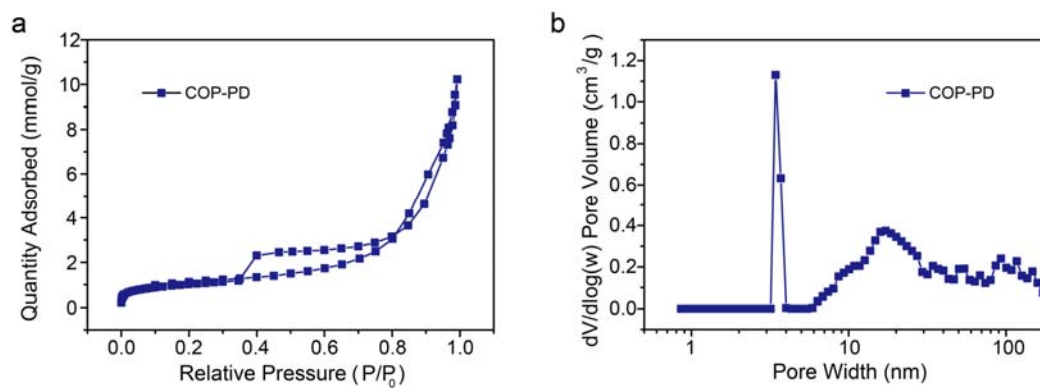 a
12
10
8
6
4
2
0
COP-PD
Quantity Adsorbed (mmol/g)
0.0 0.2 0.4 0.6 0.8 1.0
Relative Pressure (P/P₀)
b
1.2
1.0
0.8
0.6
0.4
0.2
0.0
COP-PD
dV/dlog(w) Pore Volume (cm³/g)
1 10 100
Pore Width (nm)